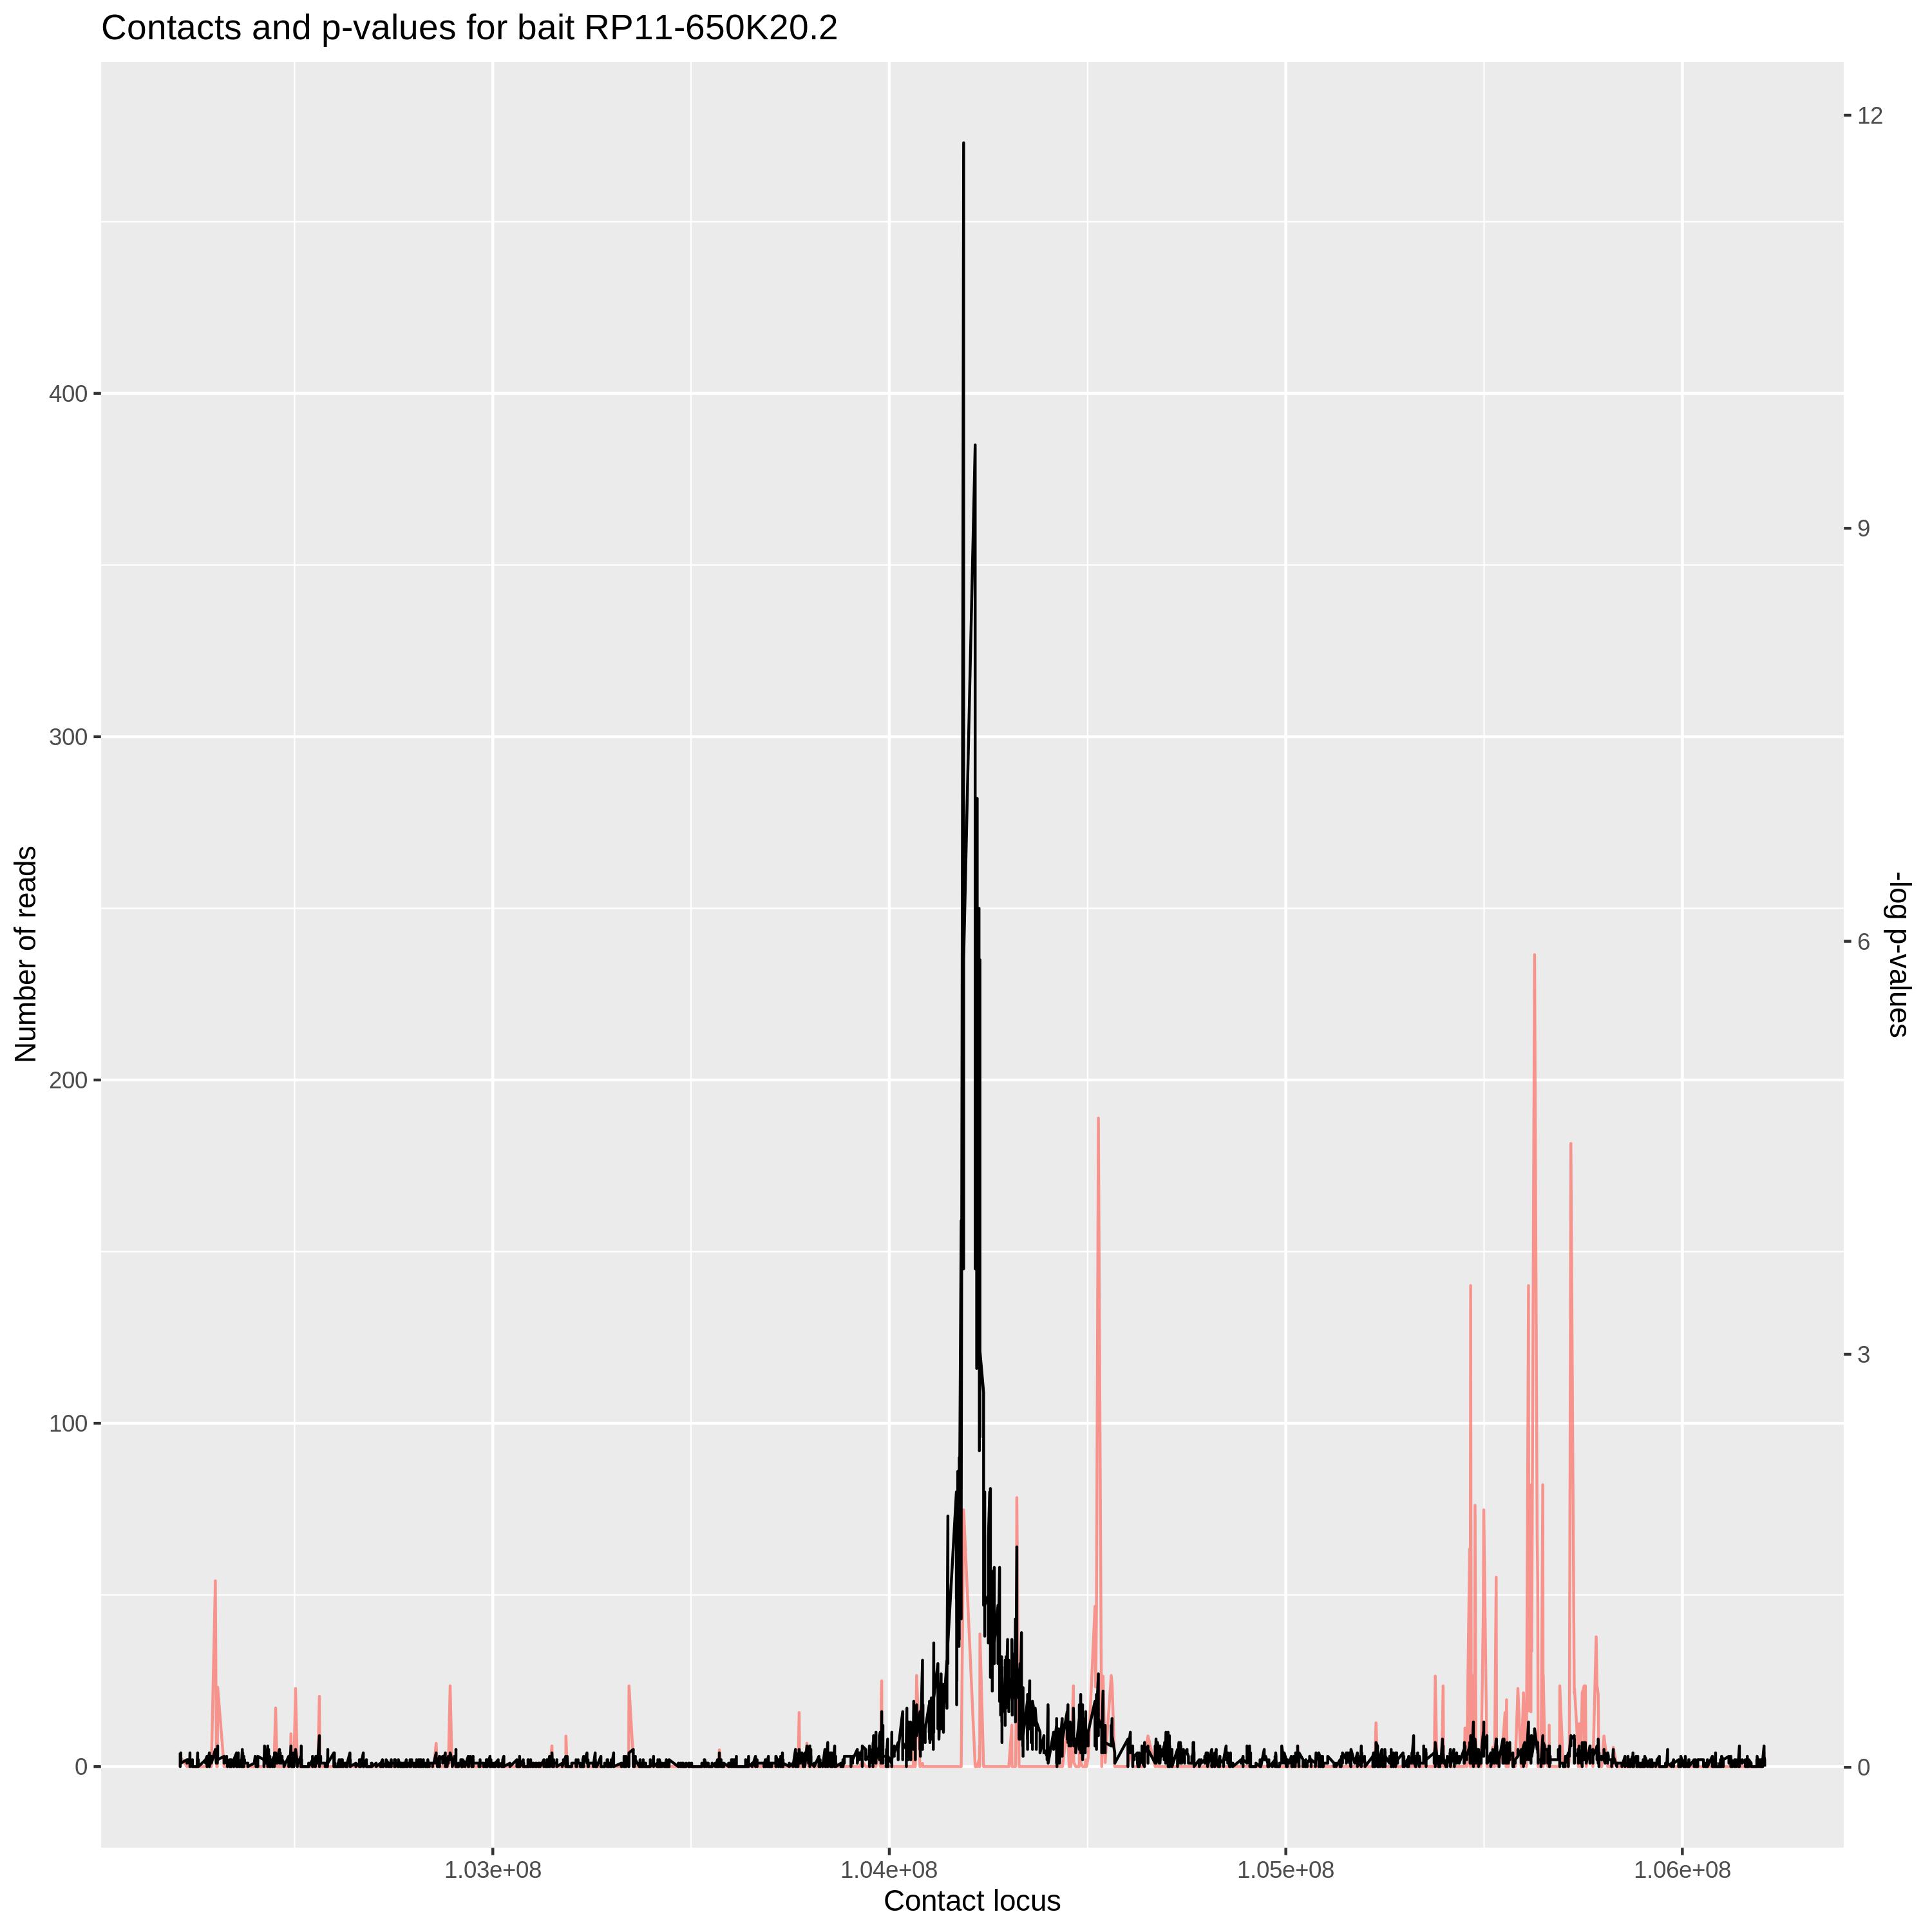 Contacts and p-values for bait RP11-650K20.2
Number of reads
400
300
200
100
0
12
9
6
3
0
-log p-values
1.03e+08
1.04e+08
1.05e+08
1.06e+08
Contact locus